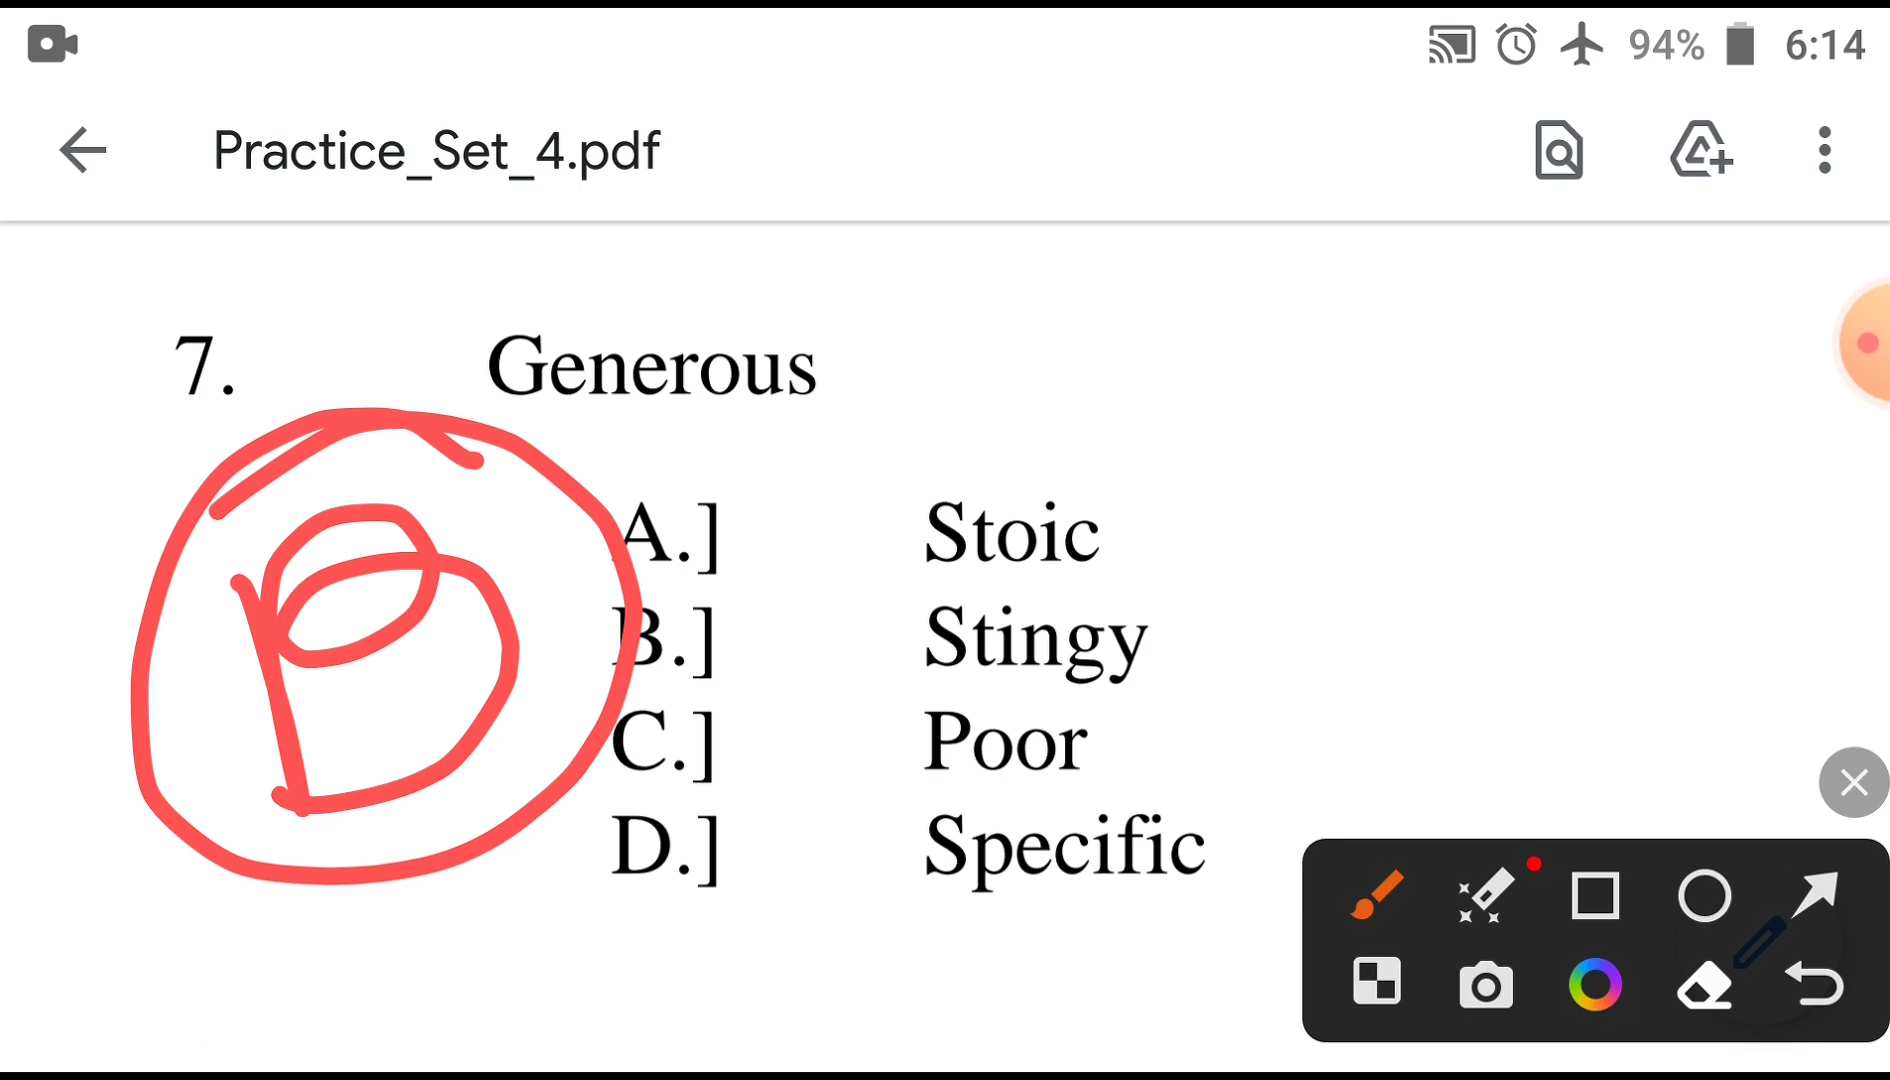 94% 6:14
Practice_Set_4.pdf
7. Generous
A.] Stoic
B.] Stingy
C.] Poor
D.] Specific
B